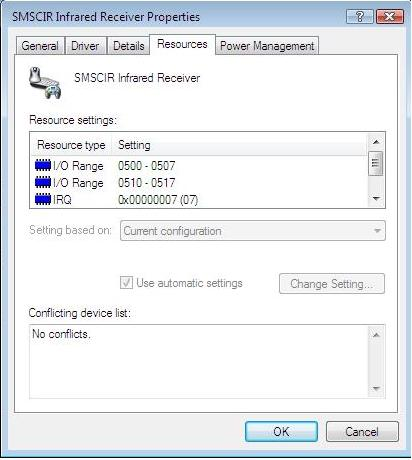 SMSCIR Infrared Receiver Properties
General Driver Details Resources Power Management
SMSCIR Infrared Receiver
Resource settings:
Resource type Setting
I/O Range 0500 - 0507
I/O Range 0510 - 0517
IRQ 0x00000007 (07)
Setting based on: Current configuration
Use automatic settings Change Setting...
Conflicting device list:
No conflicts.
OK Cancel